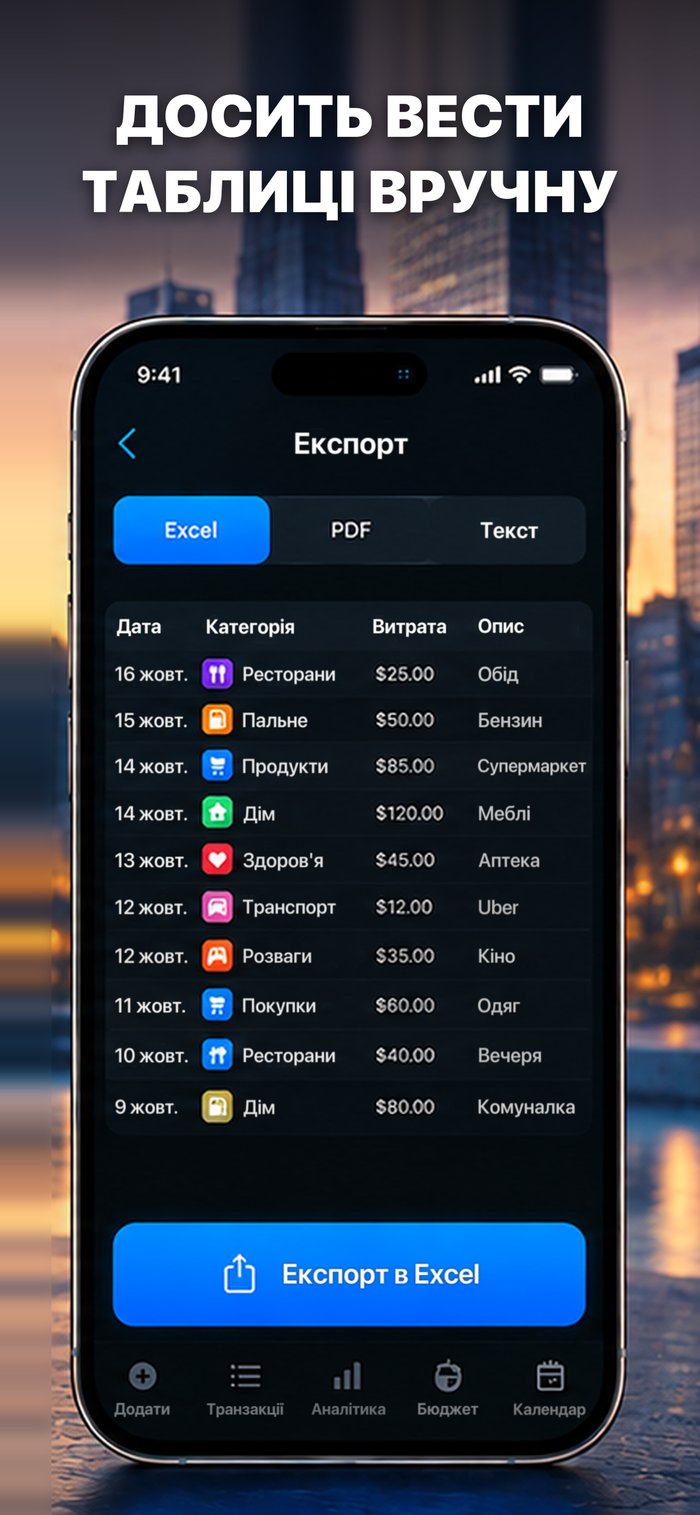 ДОСИТЬ ВЕСТИ
ТАБЛИЦІ ВРУЧНУ
9:41
Експорт
Excel PDF Текст
Дата Категорія Витрата Опис
16 жовт. Ресторани $25.00 Обід
15 жовт. Пальне $50.00 Бензин
14 жовт. Продукти $85.00 Супермаркет
14 жовт. Дім $120.00 Меблі
13 жовт. Здоров'я $45.00 Аптека
12 жовт. Транспорт $12.00 Uber
12 жовт. Розваги $35.00 Кіно
11 жовт. Покупки $60.00 Одяг
10 жовт. Ресторани $40.00 Вечеря
9 жовт. Дім $80.00 Комуналка
Експорт в Excel
Додати Транзакції Аналітика Бюджет Календар